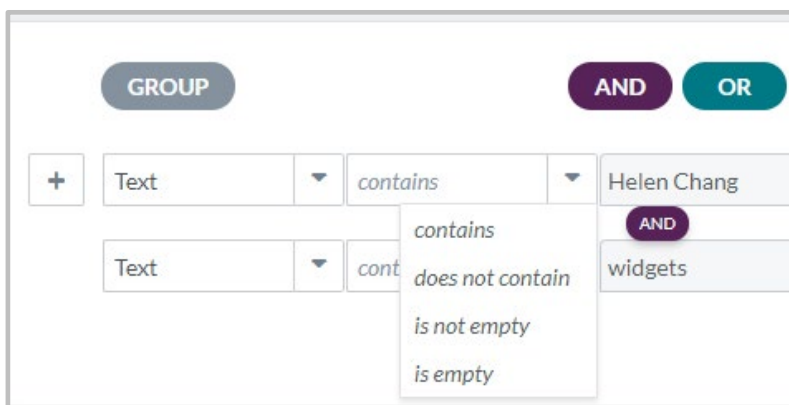 GROUP AND OR
+ Text contains Helen Chang
contains AND
does not contain
Text cont widgets
is not empty
is empty